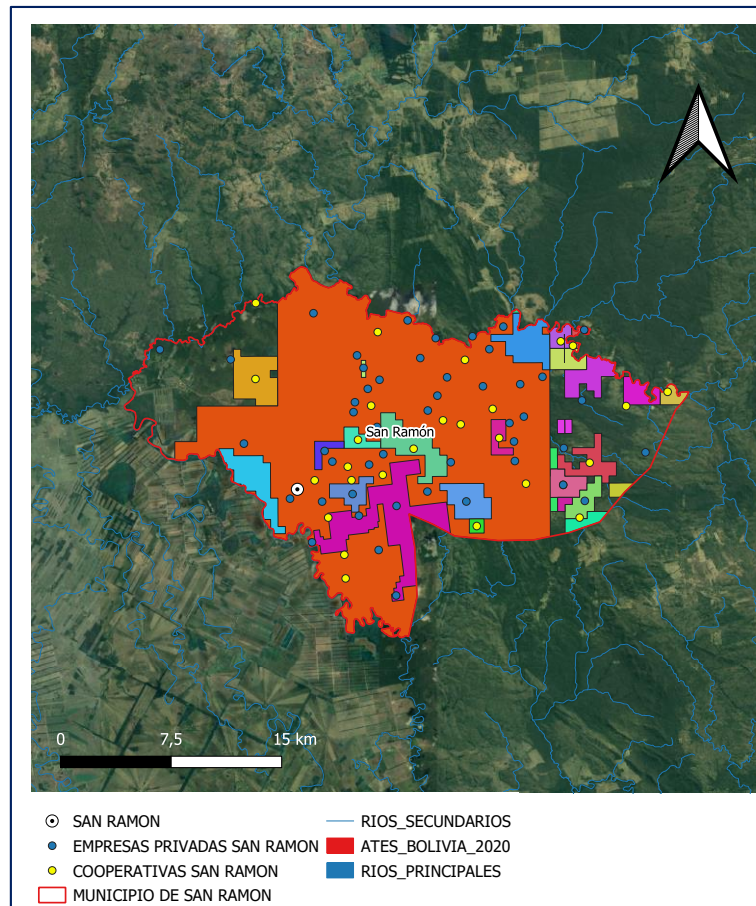 San Ramón
0 7,5 15 km
SAN RAMON
EMPRESAS PRIVADAS SAN RAMON
COOPERATIVAS SAN RAMON
MUNICIPIO DE SAN RAMON
RIOS_SECUNDARIOS
ATES_BOLIVIA_2020
RIOS_PRINCIPALES